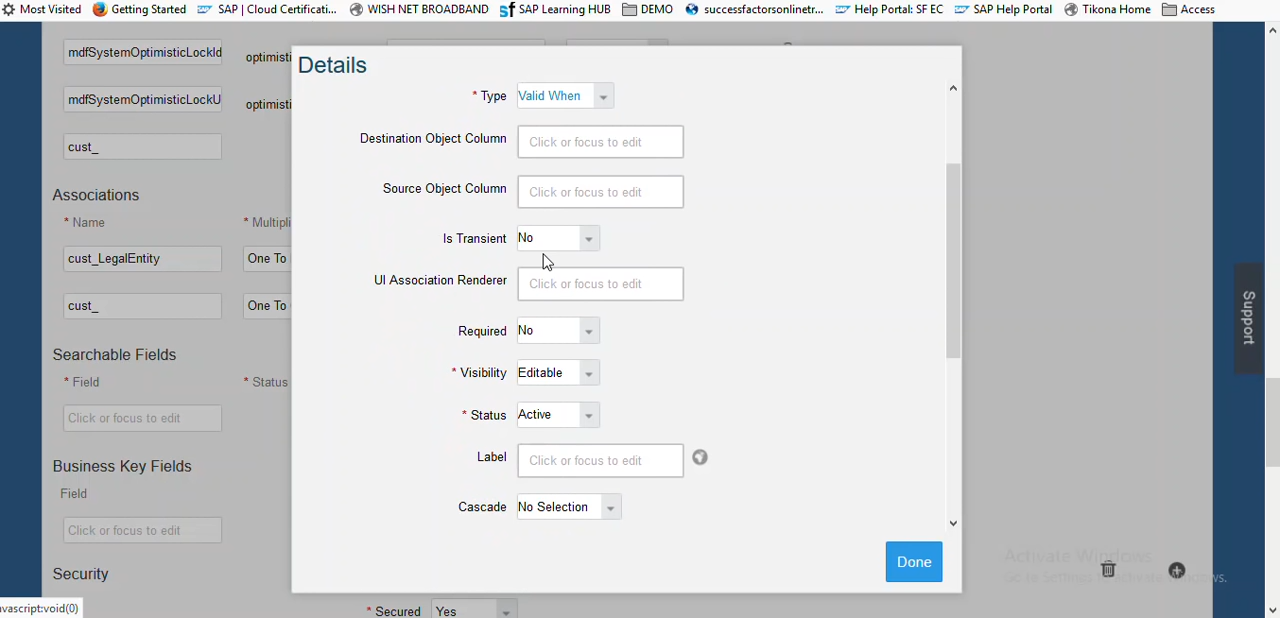 Most Visited Getting Started SAP | Cloud Certificati... WISH NET BROADBAND SAP Learning HUB DEMO successfactorsonlinetr... Help Portal: SF EC SAP Help Portal Tikona Home Access
mdfSystemOptimisticLockId optimisti
mdfSystemOptimisticLockU optimisti
cust_
Associations
* Name * Multipli
cust_LegalEntity One To
cust_ One To
Searchable Fields
* Field * Status
Click or focus to edit
Business Key Fields
Field
Click or focus to edit
Security
* Secured Yes
Details
* Type Valid When
Destination Object Column Click or focus to edit
Source Object Column Click or focus to edit
Is Transient No
UI Association Renderer Click or focus to edit
Required No
* Visibility Editable
* Status Active
Label Click or focus to edit
Cascade No Selection
Done
Support
Activate Windows
Go to Settings to activate Windows.
avascript:void(0)